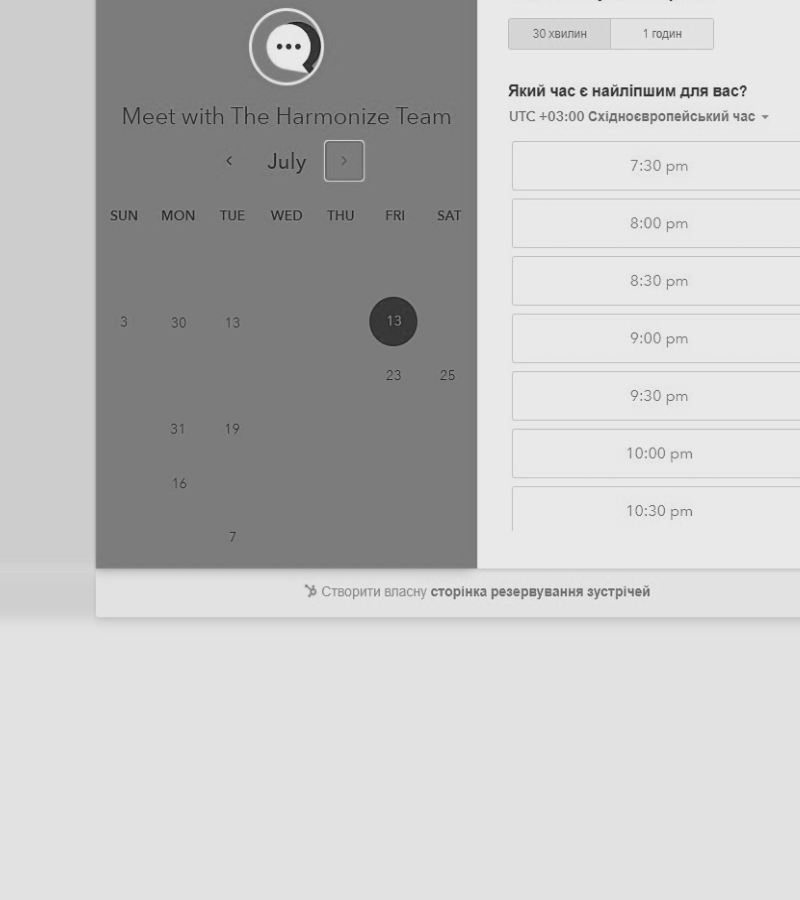 Meet with The Harmonize Team
July
SUN MON TUE WED THU FRI SAT
3 30 13 13
23 25
31 19
16
7
30 хвилин 1 годин
Який час є найліпшим для вас?
UTC +03:00 Східноєвропейський час
7:30 pm
8:00 pm
8:30 pm
9:00 pm
9:30 pm
10:00 pm
10:30 pm
Створити власну сторінка резервування зустрічей